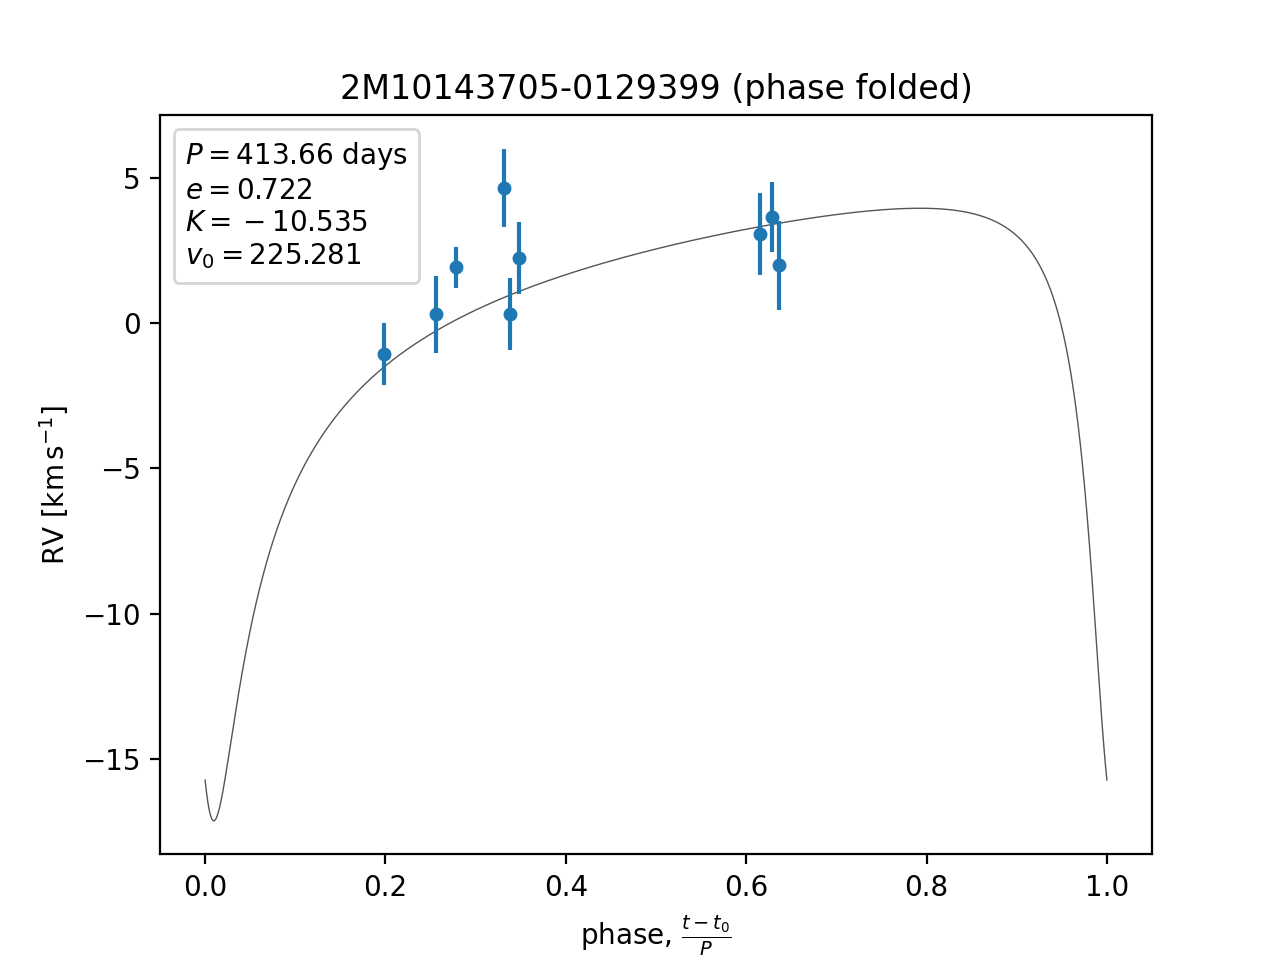 2M10143705-0129399 (phase folded)
P = 413.66 days
e = 0.722
K = −10.535
v₀ = 225.281
RV [km s⁻¹]
5
0
−5
−10
−15
0.0 0.2 0.4 0.6 0.8 1.0
phase, (t − t₀)/P